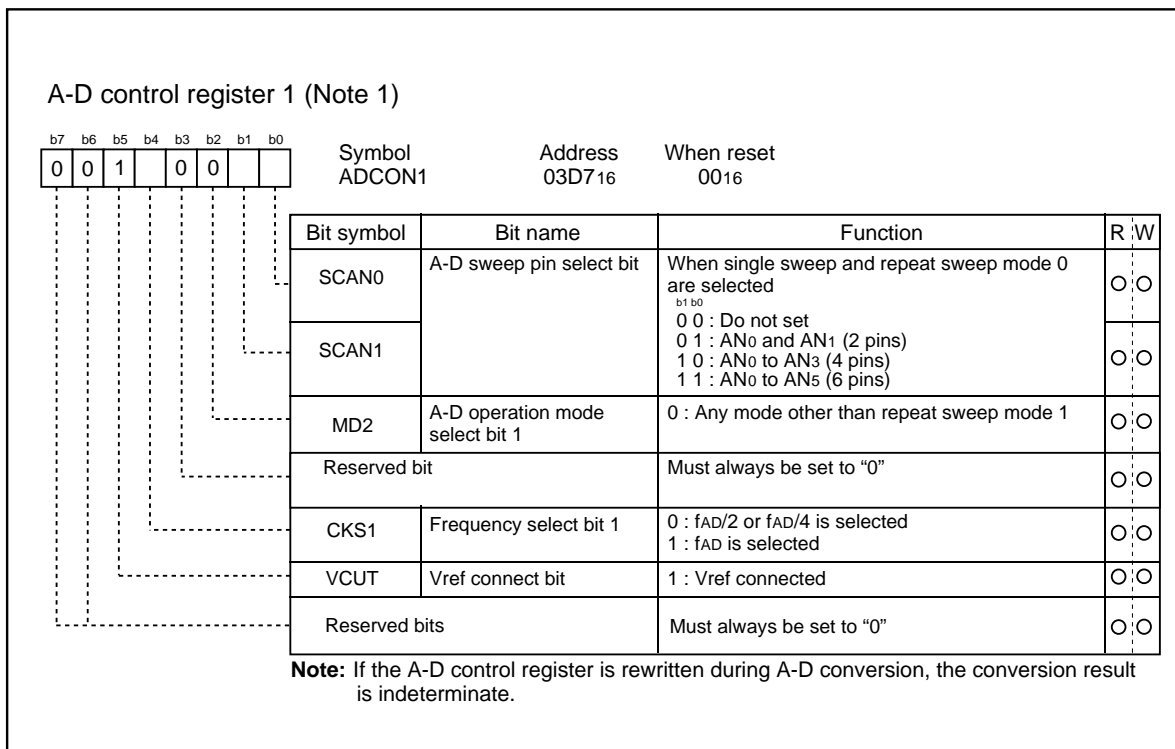 A-D control register 1 (Note 1)
b7 b6 b5 b4 b3 b2 b1 b0
0 0 1 0 0
Symbol Address When reset
ADCON1 03D716 0016
Bit symbol Bit name Function R W
SCAN0 A-D sweep pin select bit When single sweep and repeat sweep mode 0
are selected
b1 b0
0 0 : Do not set
0 1 : AN0 and AN1 (2 pins)
SCAN1
1 0 : AN0 to AN3 (4 pins)
1 1 : AN0 to AN5 (6 pins)
MD2 A-D operation mode
select bit 1
0 : Any mode other than repeat sweep mode 1
Reserved bit Must always be set to “0”
CKS1 Frequency select bit 1 0 : fAD/2 or fAD/4 is selected
1 : fAD is selected
VCUT Vref connect bit 1 : Vref connected
Reserved bits Must always be set to “0”
Note: If the A-D control register is rewritten during A-D conversion, the conversion result
is indeterminate.